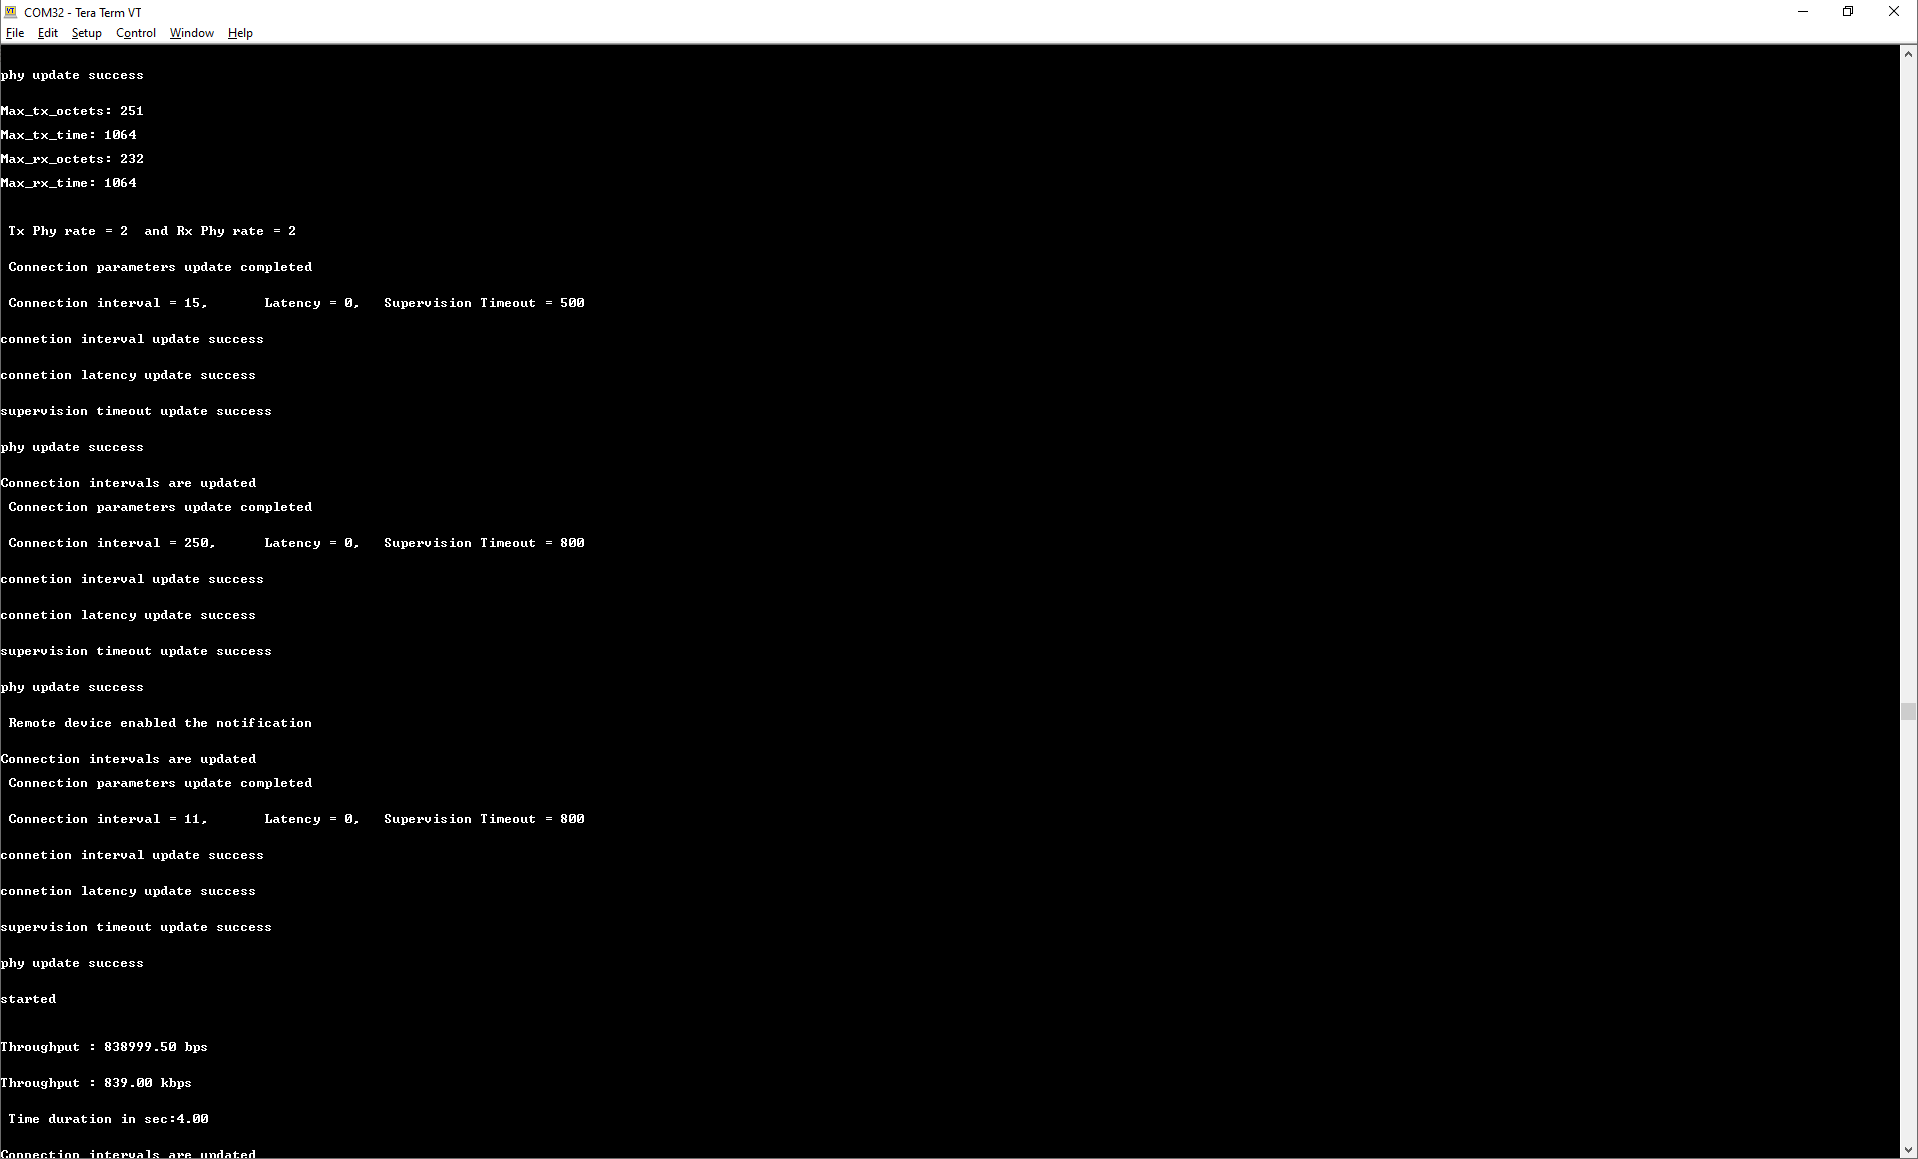 COM32 - Tera Term VT
File Edit Setup Control Window Help
phy update success
Max_tx_octets: 251
Max_tx_time: 1064
Max_rx_octets: 232
Max_rx_time: 1064
Tx Phy rate = 2  and Rx Phy rate = 2
Connection parameters update completed
Connection interval = 15,       Latency = 0,   Supervision Timeout = 500
connetion interval update success
connetion latency update success
supervision timeout update success
phy update success
Connection intervals are updated
Connection parameters update completed
Connection interval = 250,      Latency = 0,   Supervision Timeout = 800
connetion interval update success
connetion latency update success
supervision timeout update success
phy update success
Remote device enabled the notification
Connection intervals are updated
Connection parameters update completed
Connection interval = 11,       Latency = 0,   Supervision Timeout = 800
connetion interval update success
connetion latency update success
supervision timeout update success
phy update success
started
Throughput : 838999.50 bps
Throughput : 839.00 kbps
Time duration in sec:4.00
Connection intervals are updated